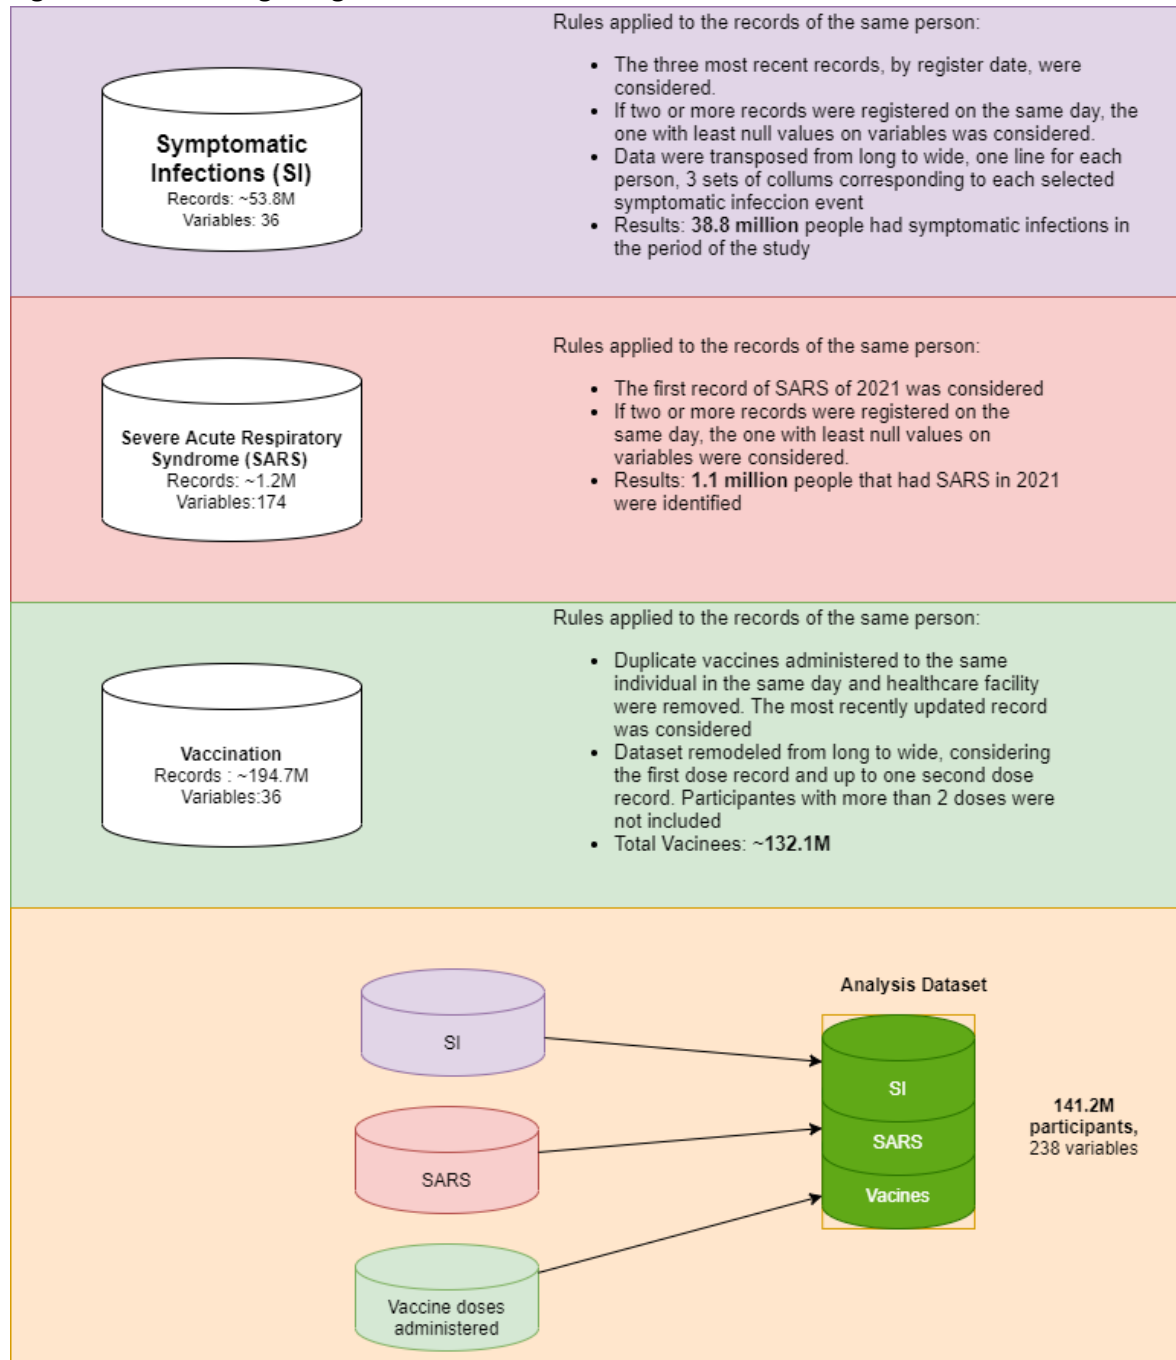 Rules applied to the records of the same person:
Symptomatic
Infections (SI)
Records: ~53.8M
Variables: 36
• The three most recent records, by register date, were
considered.
• If two or more records were registered on the same day, the
one with least null values on variables was considered.
• Data were transposed from long to wide, one line for each
person, 3 sets of collums corresponding to each selected
symptomatic infeccion event
• Results: 38.8 million people had symptomatic infections in
the period of the study
Rules applied to the records of the same person:
Severe Acute Respiratory
Syndrome (SARS)
Records: ~1.2M
Variables:174
• The first record of SARS of 2021 was considered
• If two or more records were registered on the
same day, the one with least null values on
variables were considered.
• Results: 1.1 million people that had SARS in 2021
were identified
Rules applied to the records of the same person:
Vaccination
Records : ~194.7M
Variables:36
• Duplicate vaccines administered to the same
individual in the same day and healthcare facility
were removed. The most recently updated record
was considered
• Dataset remodeled from long to wide, considering
the first dose record and up to one second dose
record. Participantes with more than 2 doses were
not included
• Total Vacinees: ~132.1M
SI
SARS
Vaccine doses
administered
Analysis Dataset
SI
SARS
Vacines
141.2M
participants,
238 variables